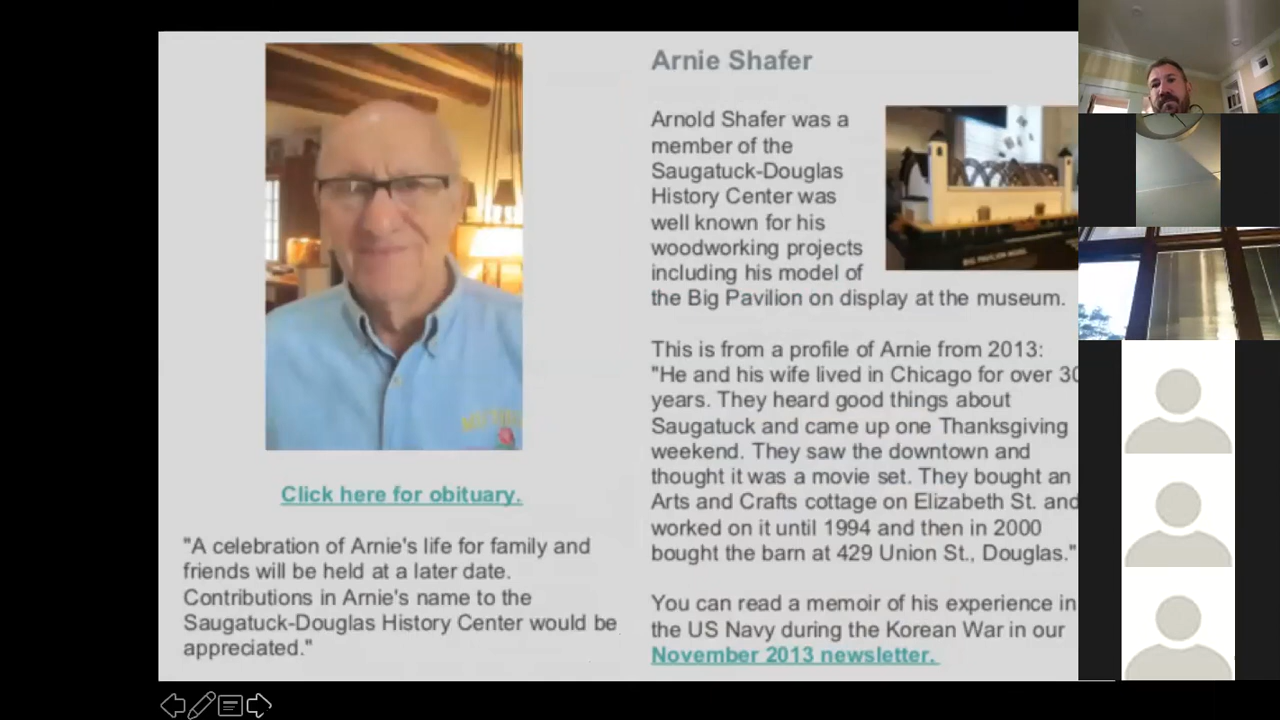 Arnie Shafer
Arnold Shafer was a
member of the
Saugatuck-Douglas
History Center was
well known for his
woodworking projects
including his model of
the Big Pavilion on display at the museum.
BIG PAVILION MODEL
This is from a profile of Arnie from 2013:
"He and his wife lived in Chicago for over 30
years. They heard good things about
Saugatuck and came up one Thanksgiving
weekend. They saw the downtown and
thought it was a movie set. They bought an
Arts and Crafts cottage on Elizabeth St. and
worked on it until 1994 and then in 2000
bought the barn at 429 Union St., Douglas."
You can read a memoir of his experience in
the US Navy during the Korean War in our
November 2013 newsletter.
Click here for obituary.
"A celebration of Arnie's life for family and
friends will be held at a later date.
Contributions in Arnie's name to the
Saugatuck-Douglas History Center would be
appreciated."